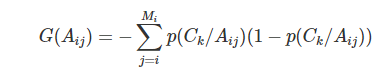 G(A_{ij}) = -\sum_{j=i}^{M_i} p(C_k/A_{ij})(1 - p(C_k/A_{ij}))